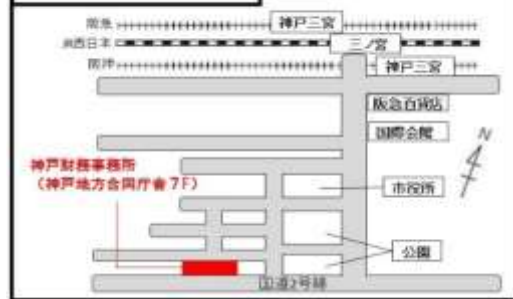 阪急
神戸三宮
JR西日本
三ノ宮
阪神
神戸三宮
阪急百貨店
国際会館
N
神戸財務事務所
(神戸地方合同庁舎7F)
市役所
公園
国道2号線